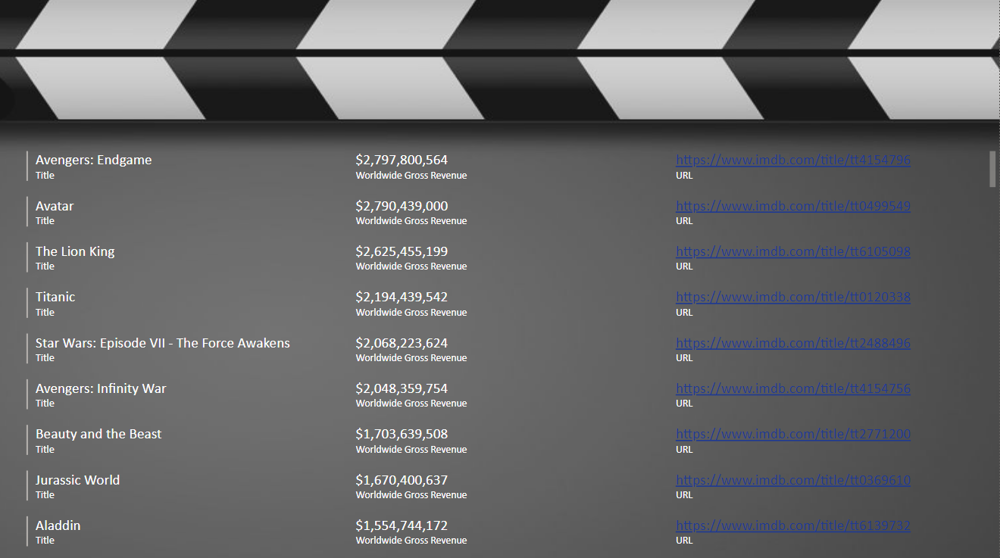 Avengers: Endgame $2,797,800,564 https://www.imdb.com/title/tt4154796
Title Worldwide Gross Revenue URL
Avatar $2,790,439,000 https://www.imdb.com/title/tt0499549
Title Worldwide Gross Revenue URL
The Lion King $2,625,455,199 https://www.imdb.com/title/tt6105098
Title Worldwide Gross Revenue URL
Titanic $2,194,439,542 https://www.imdb.com/title/tt0120338
Title Worldwide Gross Revenue URL
Star Wars: Episode VII - The Force Awakens $2,068,223,624 https://www.imdb.com/title/tt2488496
Title Worldwide Gross Revenue URL
Avengers: Infinity War $2,048,359,754 https://www.imdb.com/title/tt4154756
Title Worldwide Gross Revenue URL
Beauty and the Beast $1,703,639,508 https://www.imdb.com/title/tt2771200
Title Worldwide Gross Revenue URL
Jurassic World $1,670,400,637 https://www.imdb.com/title/tt0369610
Title Worldwide Gross Revenue URL
Aladdin $1,554,744,172 https://www.imdb.com/title/tt6139732
Title Worldwide Gross Revenue URL